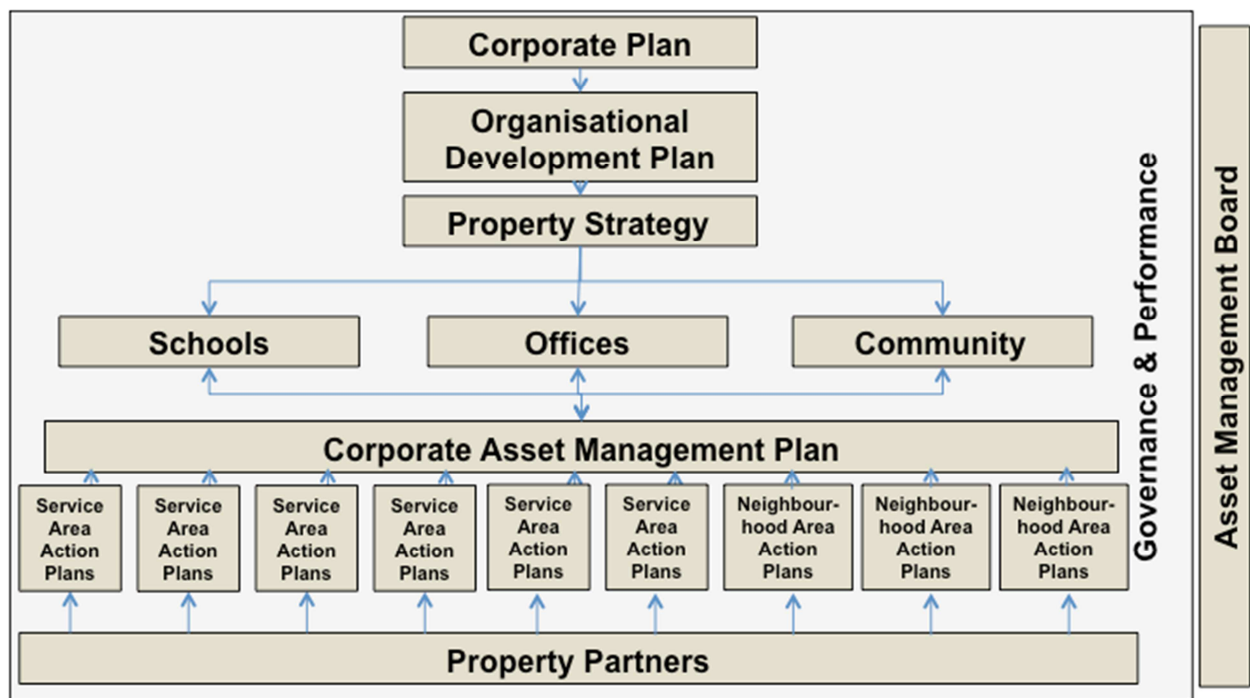 Corporate Plan
Organisational
Development Plan
Property Strategy
Schools
Offices
Community
Corporate Asset Management Plan
Service
Area
Action
Plans
Service
Area
Action
Plans
Service
Area
Action
Plans
Service
Area
Action
Plans
Service
Area
Action
Plans
Service
Area
Action
Plans
Neighbour-
hood Area
Action
Plans
Neighbour-
hood Area
Action
Plans
Neighbour-
hood Area
Action
Plans
Property Partners
Governance & Performance
Asset Management Board